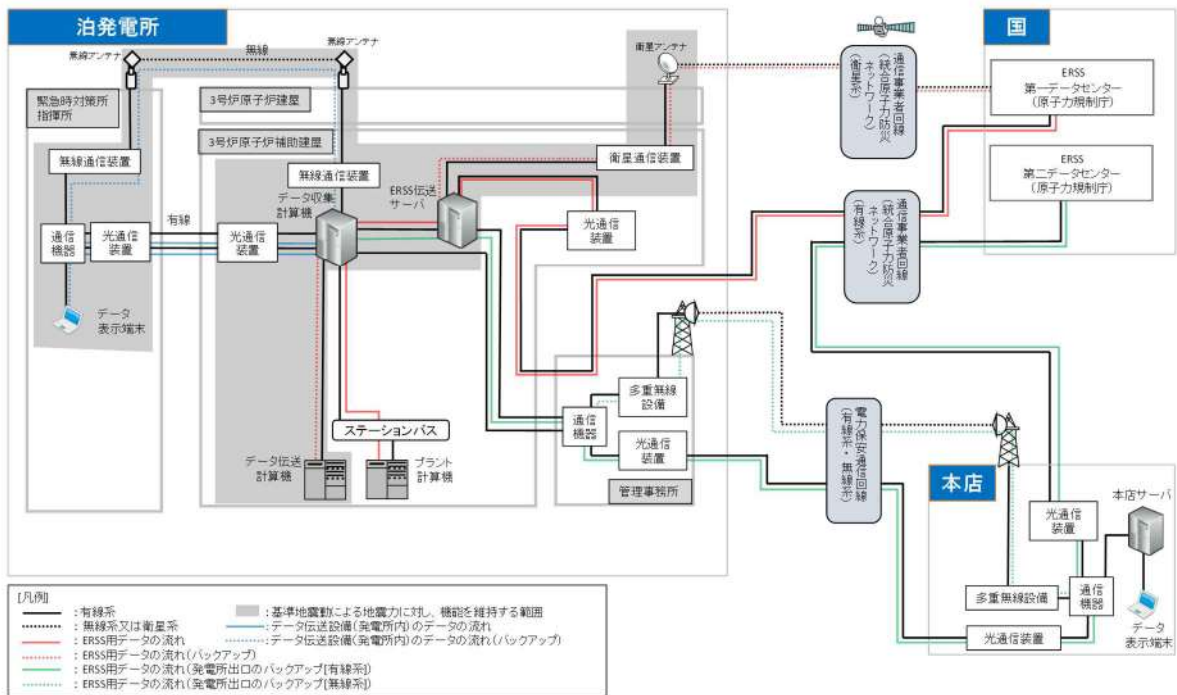 泊発電所
無線アンテナ
無線
無線アンテナ
衛星アンテナ
緊急時対策所
指揮所
3号炉原子炉建屋
3号炉原子炉補助建屋
無線通信装置
無線通信装置
衛星通信装置
データ収集
計算機
ERSS伝送
サーバ
有線
通信
機器
光通信
装置
光通信
装置
光通信
装置
データ
表示端末
ステーションバス
データ伝送
計算機
プラント
計算機
通信
機器
多重無線
設備
光通信
装置
管理事務所
通信事業者回線
(統合原子力防災
ネットワーク)
(衛星系)
通信事業者回線
(統合原子力防災
ネットワーク)
(有線系)
電力保安通信回線
(有線系・無線系)
国
ERSS
第一データセンター
(原子力規制庁)
ERSS
第二データセンター
(原子力規制庁)
本店
本店サーバ
光通信
装置
多重無線設備
通信
機器
光通信装置
データ
表示端末
[凡例]
:有線系
:無線系又は衛星系
:ERSS用データの流れ
:ERSS用データの流れ(バックアップ)
:ERSS用データの流れ(発電所出口のバックアップ[有線系])
:ERSS用データの流れ(発電所出口のバックアップ[無線系])
:基準地震動による地震力に対し、機能を維持する範囲
:データ伝送設備(発電所内)のデータの流れ
:データ伝送設備(発電所内)のデータの流れ(バックアップ)